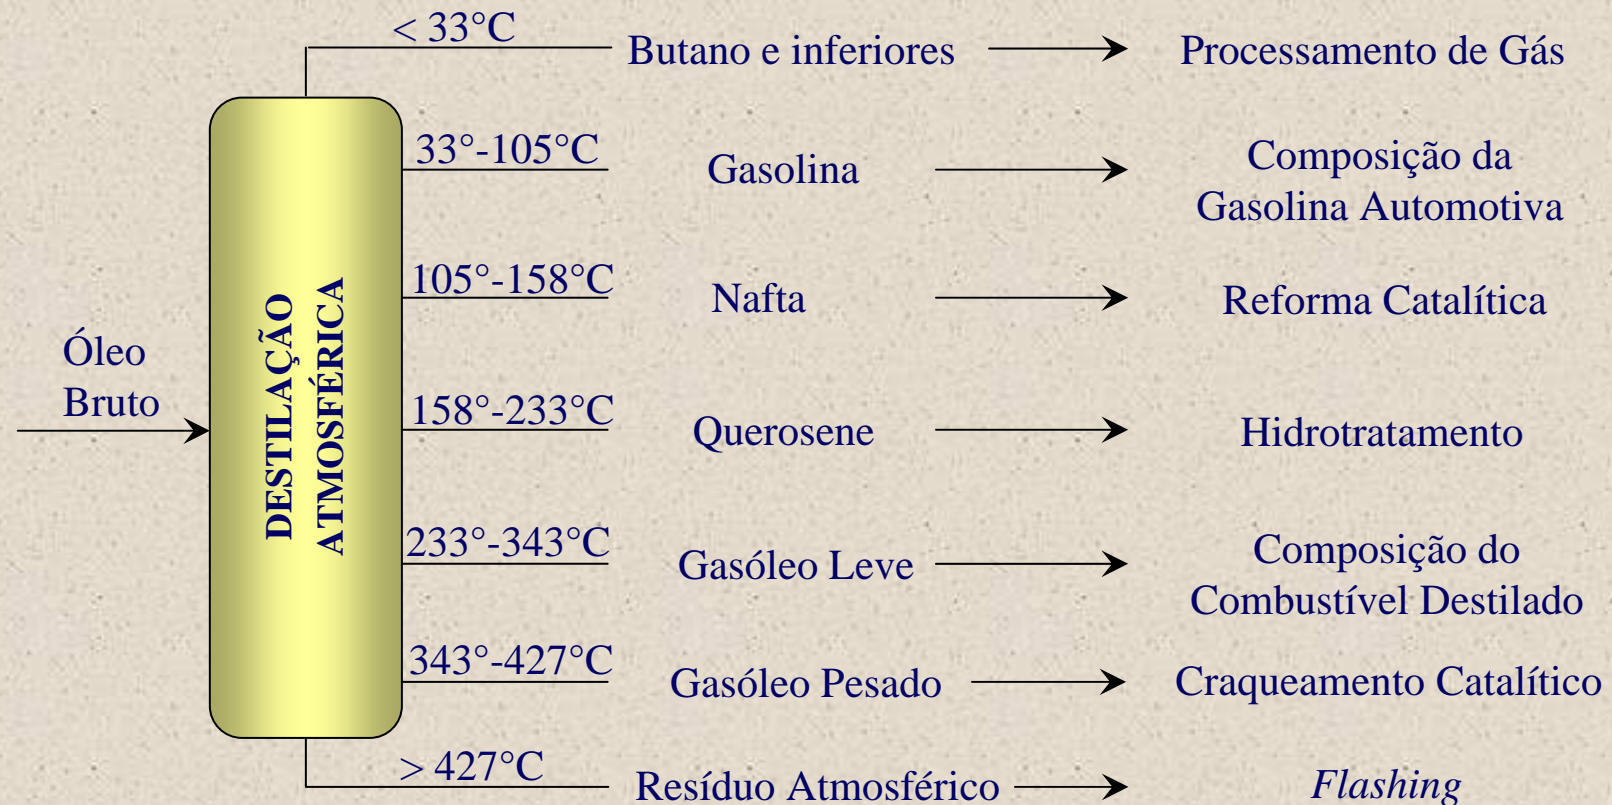 < 33°C
Butano e inferiores
Processamento de Gás
33°-105°C
Gasolina
Composição da
Gasolina Automotiva
105°-158°C
Nafta
Reforma Catalítica
Óleo
Bruto
DESTILAÇÃO
ATMOSFÉRICA
158°-233°C
Querosene
Hidrotratamento
233°-343°C
Gasóleo Leve
Composição do
Combustível Destilado
343°-427°C
Gasóleo Pesado
Craqueamento Catalítico
> 427°C
Resíduo Atmosférico
Flashing